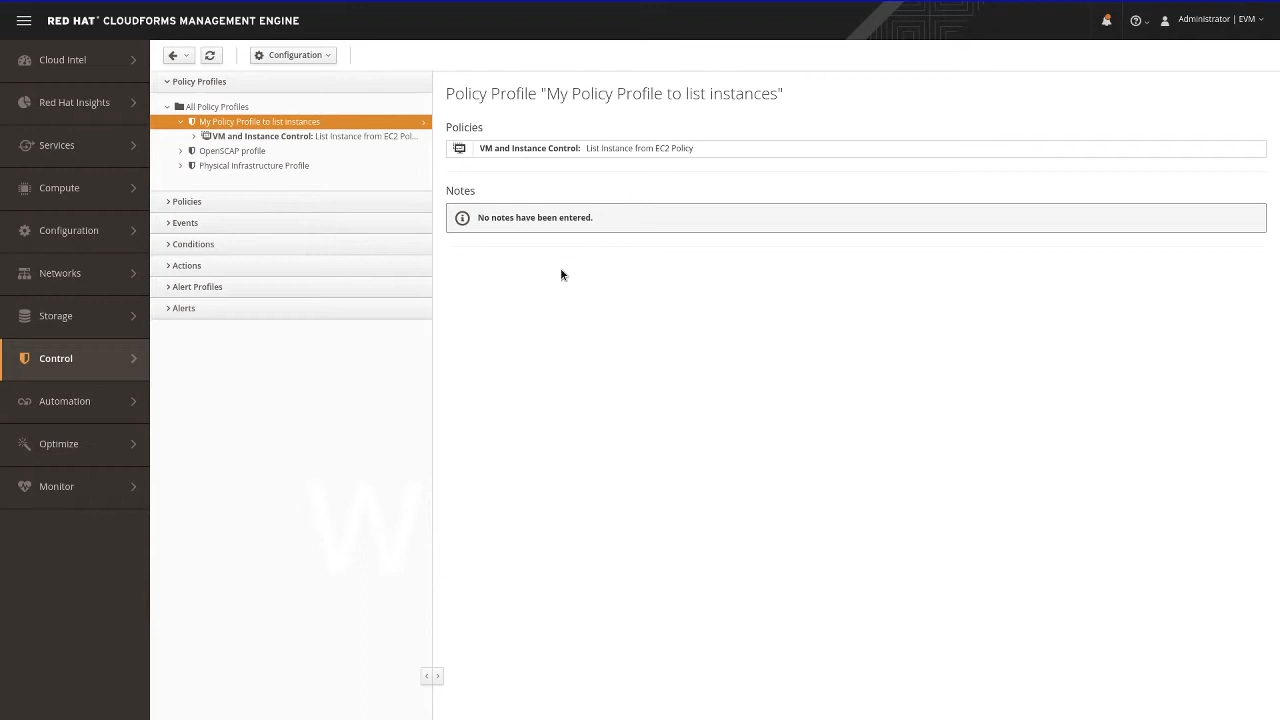 RED HAT® CLOUDFORMS MANAGEMENT ENGINE
Administrator | EVM
Cloud Intel
Red Hat Insights
Services
Compute
Configuration
Networks
Storage
Control
Automation
Optimize
Monitor
Configuration
Policy Profiles
All Policy Profiles
My Policy Profile to list instances
VM and Instance Control: List Instance from EC2 Pol...
OpenSCAP profile
Physical Infrastructure Profile
Policies
Events
Conditions
Actions
Alert Profiles
Alerts
W
Policy Profile "My Policy Profile to list instances"
Policies
VM and Instance Control: List Instance from EC2 Policy
Notes
No notes have been entered.